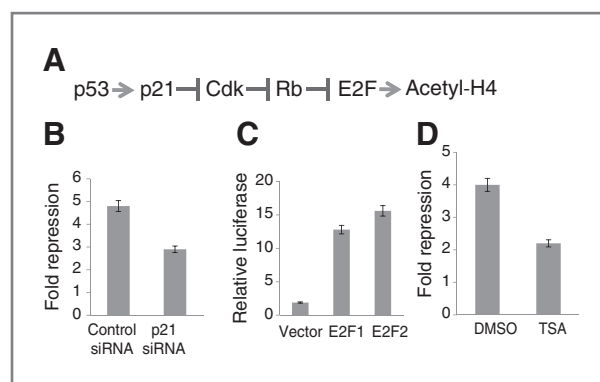 A
p53 p21 Cdk Rb E2F Acetyl-H4
B
Fold repression
6
5
4
3
2
1
0
Control siRNA
p21 siRNA
C
Relative luciferase
20
15
10
5
0
Vector E2F1 E2F2
D
Fold repression
5
4
3
2
1
0
DMSO TSA